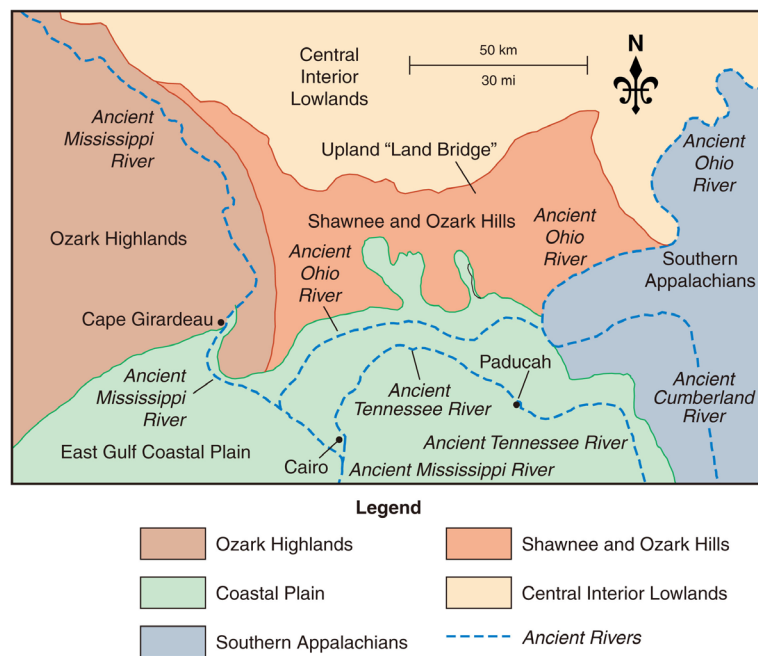 Central
Interior
Lowlands
50 km
30 mi
N
Ancient
Mississippi
River
Ancient
Ohio
River
Upland “Land Bridge”
Shawnee and Ozark Hills
Ancient
Ohio
River
Ozark Highlands
Ancient
Ohio
River
Southern
Appalachians
Cape Girardeau
Paducah
Ancient
Mississippi
River
Ancient
Tennessee River
Ancient
Cumberland
River
East Gulf Coastal Plain
Cairo
Ancient Tennessee River
Ancient Mississippi River
Legend
Ozark Highlands
Shawnee and Ozark Hills
Coastal Plain
Central Interior Lowlands
Southern Appalachians
Ancient Rivers